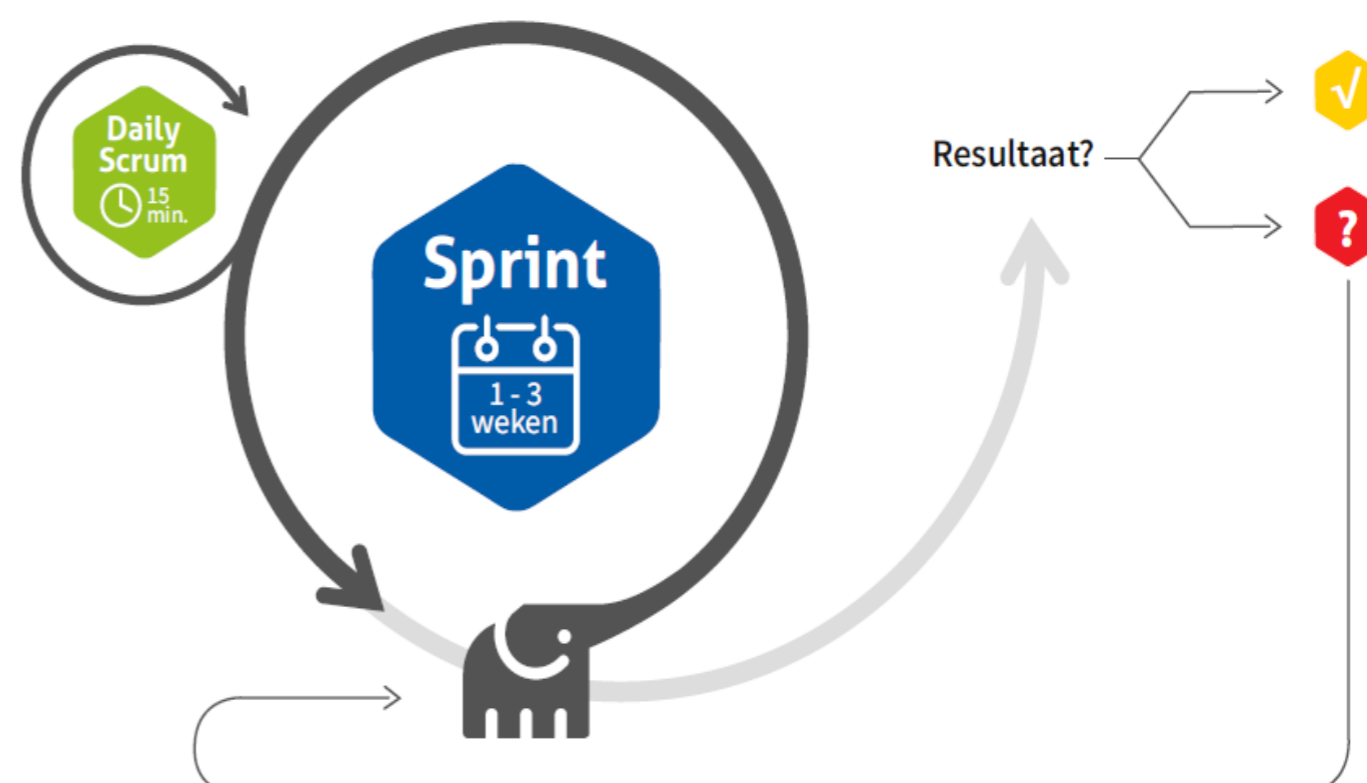 Daily
Scrum
15
min.
Sprint
1 - 3
weken
Resultaat?
√
?